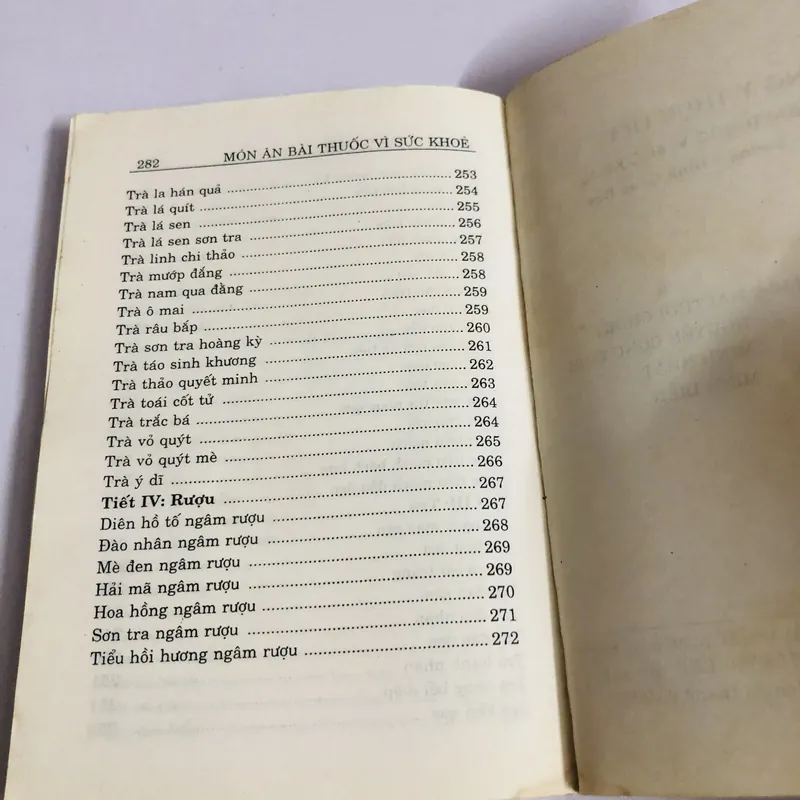 282 MÓN ĂN BÀI THUỐC VÌ SỨC KHOẺ
Trà la hán quả ........ 253
Trà lá quít ........ 254
Trà lá sen ........ 255
Trà lá sen sơn tra ........ 256
Trà linh chi thảo ........ 257
Trà mướp đắng ........ 258
Trà nam qua đằng ........ 258
Trà ô mai ........ 259
Trà râu bắp ........ 259
Trà sơn tra hoàng kỳ ........ 260
Trà táo sinh khương ........ 261
Trà thảo quyết minh ........ 262
Trà toái cốt tử ........ 263
Trà trắc bá ........ 264
Trà vỏ quýt ........ 264
Trà vỏ quýt mè ........ 265
Trà ý dĩ ........ 266
Tiết IV: Rượu ........ 267
Diên hồ tố ngâm rượu ........ 267
Đào nhân ngâm rượu ........ 268
Mè đen ngâm rượu ........ 269
Hải mã ngâm rượu ........ 269
Hoa hồng ngâm rượu ........ 270
Sơn tra ngâm rượu ........ 271
Tiểu hồi hương ngâm rượu ........ 272